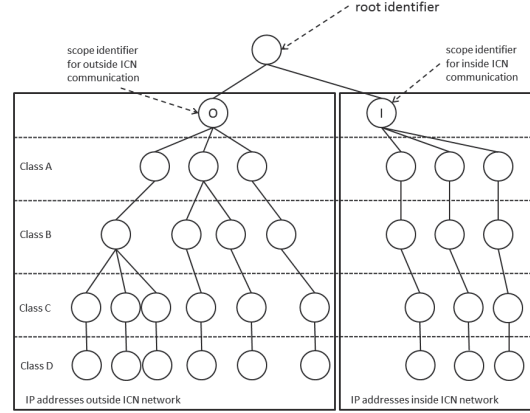 root identifier
scope identifier
for outside ICN
communication
scope identifier
for inside ICN
communication
O
I
Class A
Class B
Class C
Class D
IP addresses outside ICN network
IP addresses inside ICN network